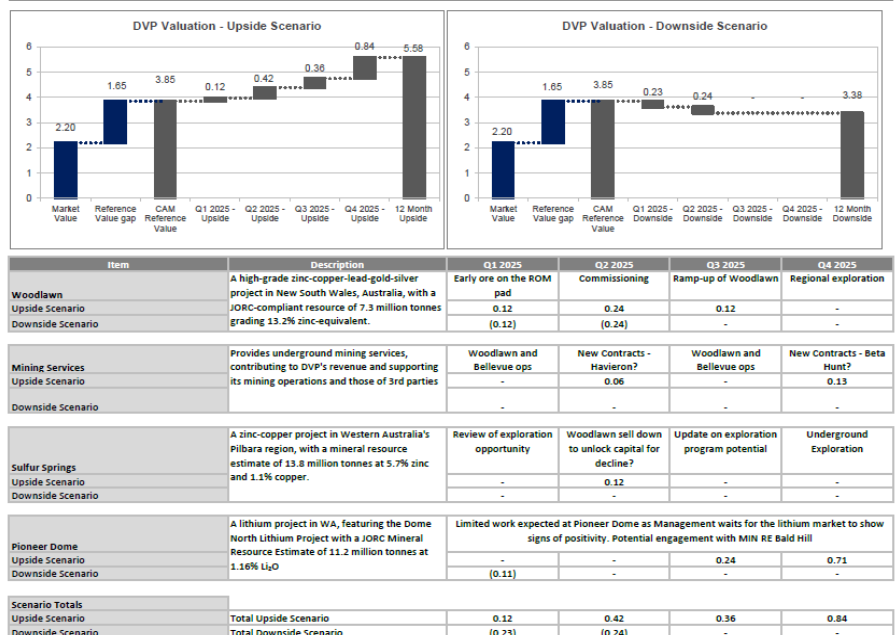 DVP Valuation - Upside Scenario
6
5
4
3
2
1
0
2.20
1.65
3.85
0.12
0.42
0.36
0.84
5.58
Market Value
Reference Value gap
CAM Reference Value
Q1 2025 - Upside
Q2 2025 - Upside
Q3 2025 - Upside
Q4 2025 - Upside
12 Month Upside
DVP Valuation - Downside Scenario
6
5
4
3
2
1
0
2.20
1.65
3.85
0.23
0.24
-
-
3.38
Market Value
Reference Value gap
CAM Reference Value
Q1 2025 - Downside
Q2 2025 - Downside
Q3 2025 - Downside
Q4 2025 - Downside
12 Month Downside
Item Description Q1 2025 Q2 2025 Q3 2025 Q4 2025
Woodlawn
A high-grade zinc-copper-lead-gold-silver
project in New South Wales, Australia, with a
JORC-compliant resource of 7.3 million tonnes
grading 13.2% zinc-equivalent.
Early ore on the ROM
pad
Commissioning
Ramp-up of Woodlawn
Regional exploration
Upside Scenario 0.12 0.24 0.12 -
Downside Scenario (0.12) (0.24) - -
Mining Services
Provides underground mining services,
contributing to DVP's revenue and supporting
its mining operations and those of 3rd parties
Woodlawn and
Bellevue ops
New Contracts -
Havieron?
Woodlawn and
Bellevue ops
New Contracts - Beta
Hunt?
Upside Scenario - 0.06 - 0.13
Downside Scenario - - - -
Sulfur Springs
A zinc-copper project in Western Australia's
Pilbara region, with a mineral resource
estimate of 13.8 million tonnes at 5.7% zinc
and 1.1% copper.
Review of exploration
opportunity
Woodlawn sell down
to unlock capital for
decline?
Update on exploration
program potential
Underground
Exploration
Upside Scenario - 0.12 - -
Downside Scenario - - - -
Pioneer Dome
A lithium project in WA, featuring the Dome
North Lithium Project with a JORC Mineral
Resource Estimate of 11.2 million tonnes at
1.16% Li₂O
Limited work expected at Pioneer Dome as Management waits for the lithium market to show
signs of positivity. Potential engagement with MIN RE Bald Hill
Upside Scenario - - 0.24 0.71
Downside Scenario (0.11) - - -
Scenario Totals
Upside Scenario Total Upside Scenario 0.12 0.42 0.36 0.84
Downside Scenario Total Downside Scenario (0.23) (0.24) - -